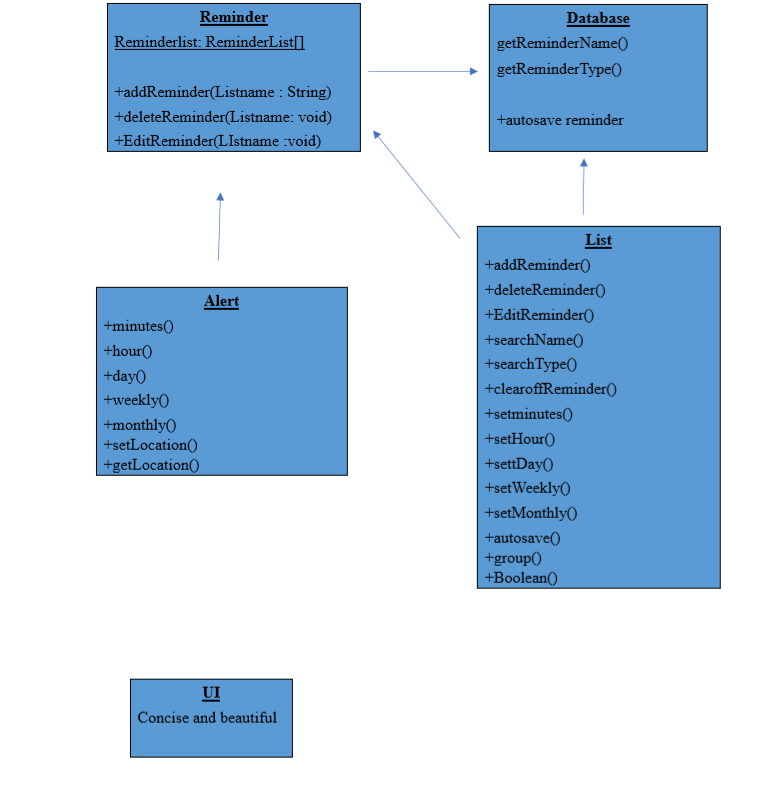 Reminder
Reminderlist: ReminderList[]
+addReminder(Listname : String)
+deleteReminder(Listname: void)
+EditReminder(LIstname :void)
Database
getReminderName()
getReminderType()
+autosave reminder
Alert
+minutes()
+hour()
+day()
+weekly()
+monthly()
+setLocation()
+getLocation()
List
+addReminder()
+deleteReminder()
+EditReminder()
+searchName()
+searchType()
+clearoffReminder()
+setminutes()
+setHour()
+settDay()
+setWeekly()
+setMonthly()
+autosave()
+group()
+Boolean()
UI
Concise and beautiful